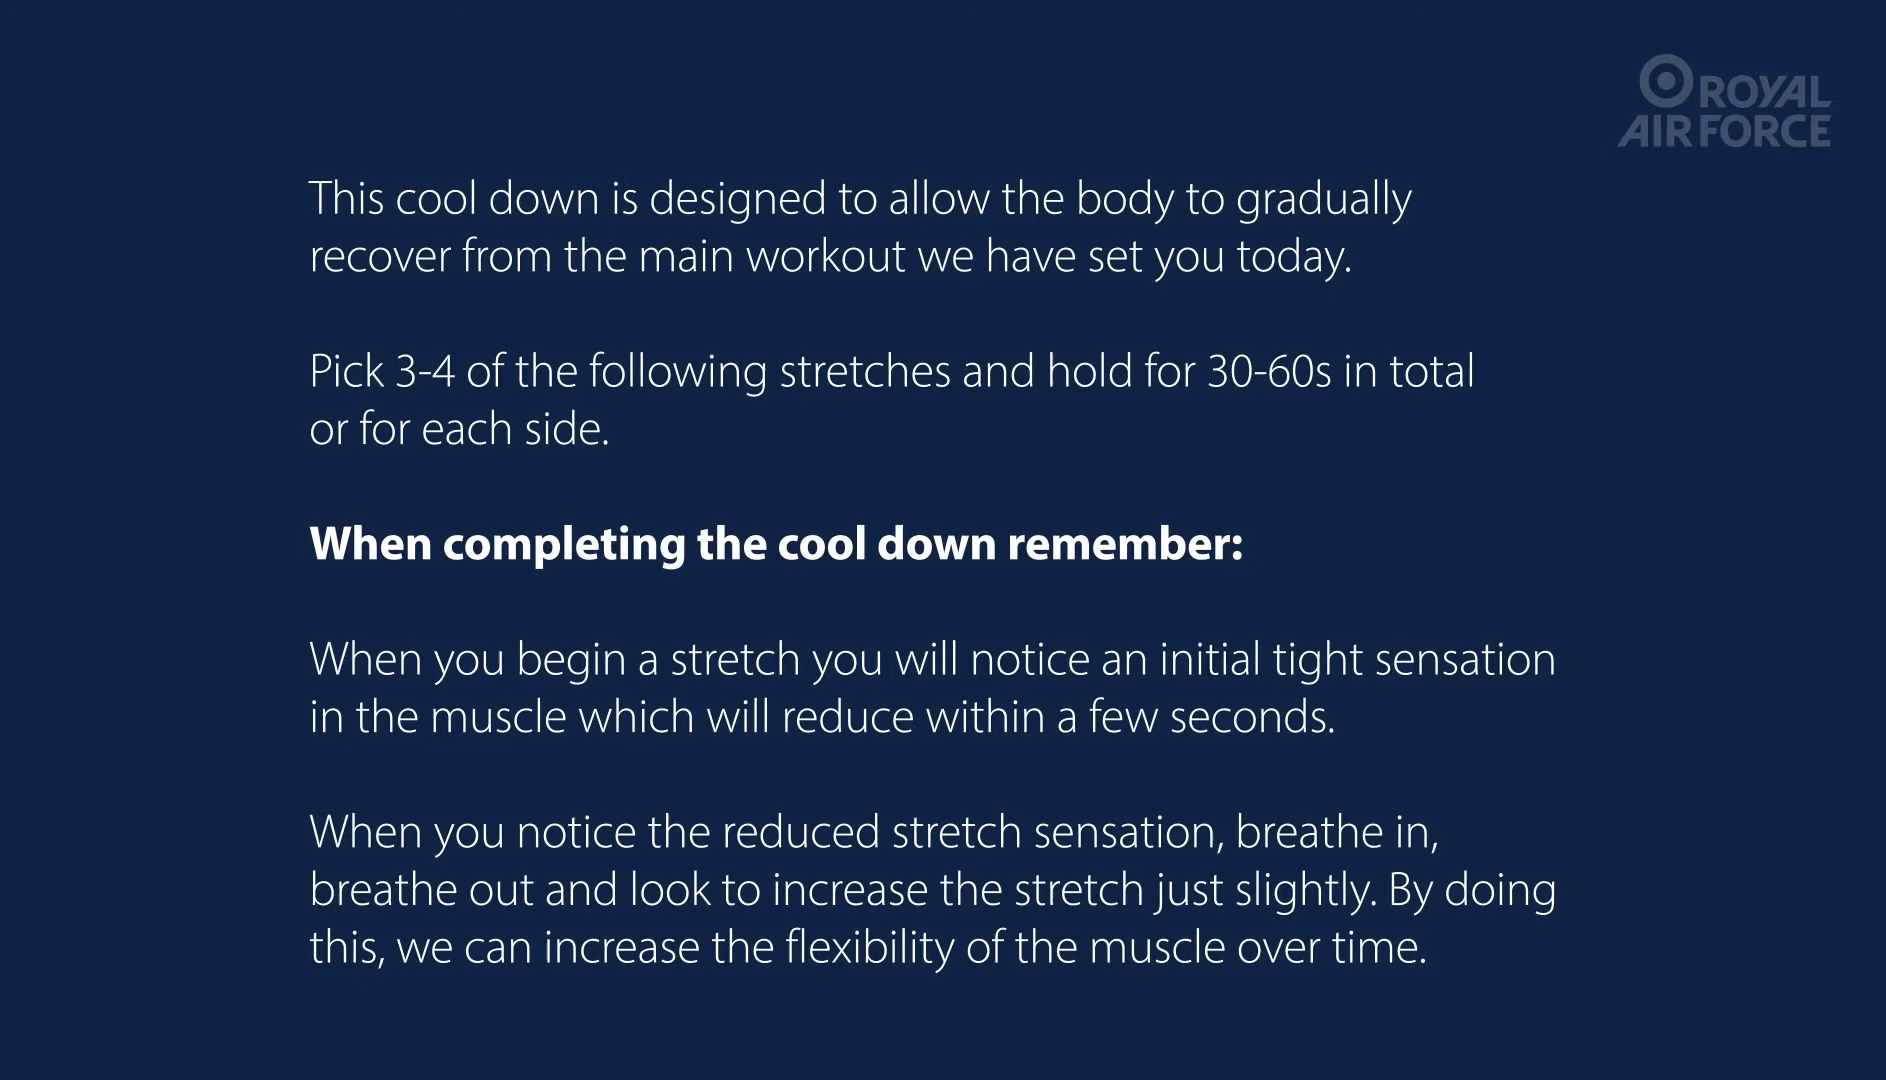 ROYAL
AIR FORCE
This cool down is designed to allow the body to gradually
recover from the main workout we have set you today.
Pick 3-4 of the following stretches and hold for 30-60s in total
or for each side.
When completing the cool down remember:
When you begin a stretch you will notice an initial tight sensation
in the muscle which will reduce within a few seconds.
When you notice the reduced stretch sensation, breathe in,
breathe out and look to increase the stretch just slightly. By doing
this, we can increase the flexibility of the muscle over time.